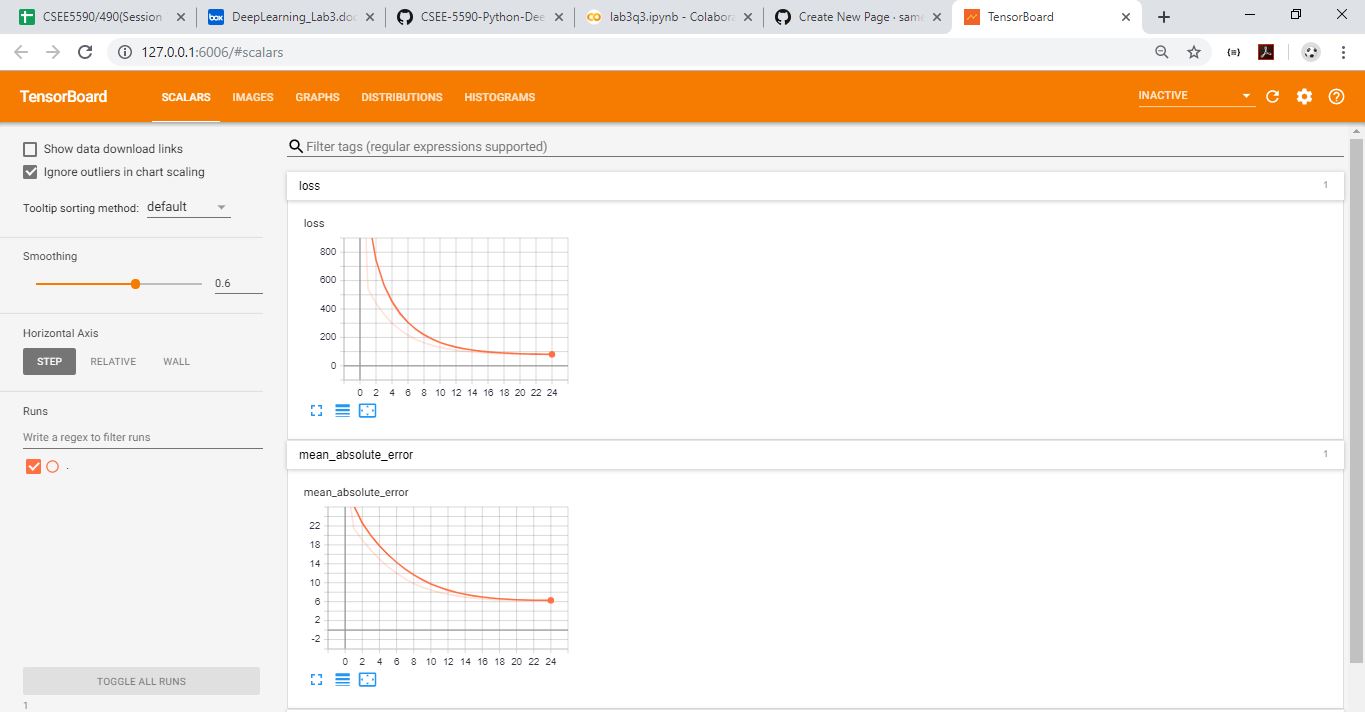 CSEE5590/490(Session
DeepLearning_Lab3.doc
CSEE-5590-Python-Dee
lab3q3.ipynb - Colabora
Create New Page · same
TensorBoard
127.0.0.1:6006/#scalars
TensorBoard
SCALARS
IMAGES
GRAPHS
DISTRIBUTIONS
HISTOGRAMS
INACTIVE
Show data download links
Ignore outliers in chart scaling
Tooltip sorting method: default
Smoothing
0.6
Horizontal Axis
STEP RELATIVE WALL
Runs
Write a regex to filter runs
.
TOGGLE ALL RUNS
1
Filter tags (regular expressions supported)
loss 1
loss
800
600
400
200
0
0 2 4 6 8 10 12 14 16 18 20 22 24
mean_absolute_error 1
mean_absolute_error
22
18
14
10
6
2
-2
0 2 4 6 8 10 12 14 16 18 20 22 24